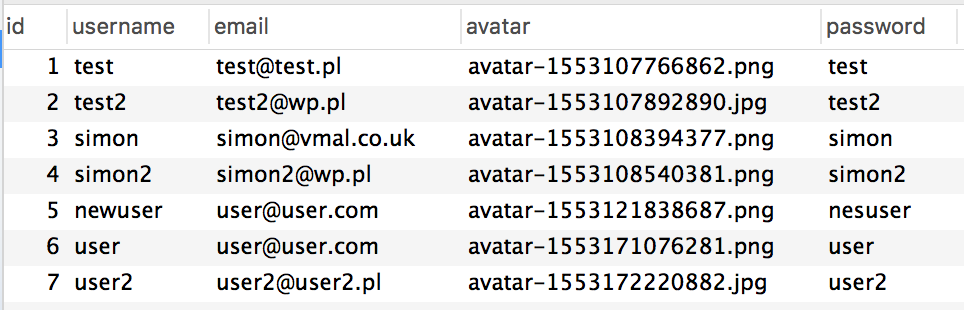 id username email avatar password
1 test test@test.pl avatar-1553107766862.png test
2 test2 test2@wp.pl avatar-1553107892890.jpg test2
3 simon simon@vmal.co.uk avatar-1553108394377.png simon
4 simon2 simon2@wp.pl avatar-1553108540381.png simon2
5 newuser user@user.com avatar-1553121838687.png nesuser
6 user user@user.com avatar-1553171076281.png user
7 user2 user2@user2.pl avatar-1553172220882.jpg user2